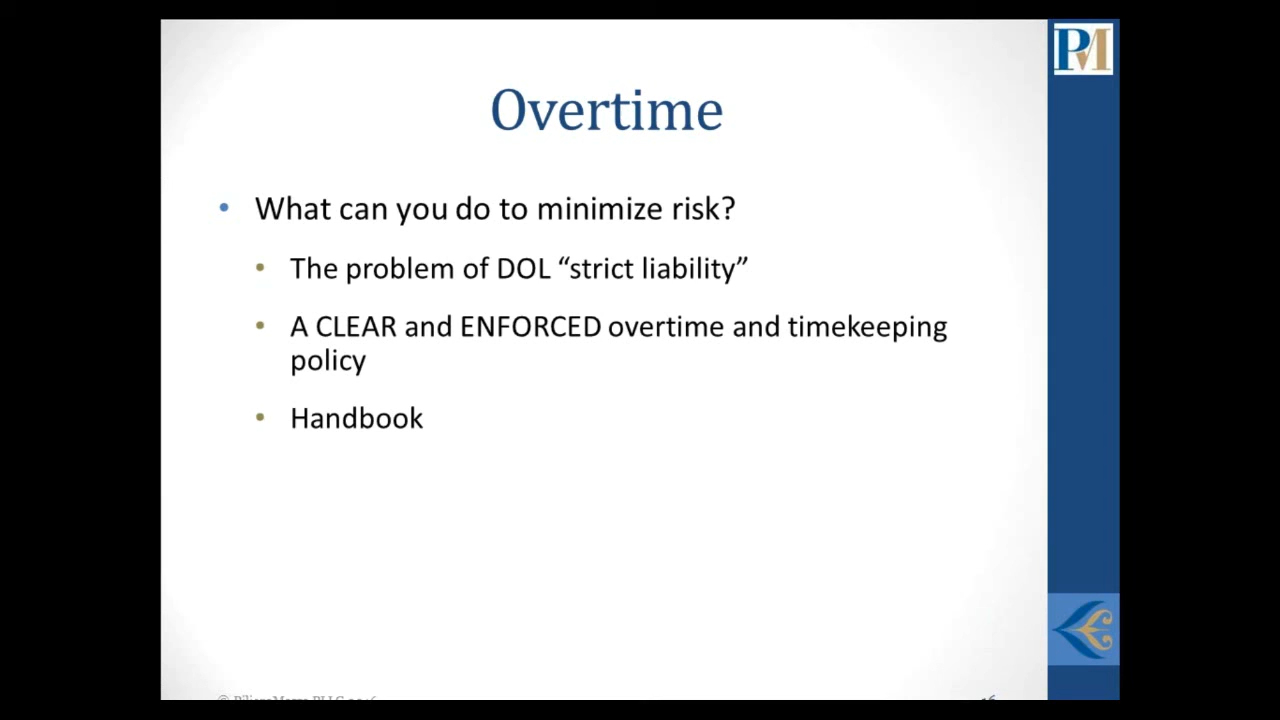 PM
Overtime
• What can you do to minimize risk?
• The problem of DOL “strict liability”
• A CLEAR and ENFORCED overtime and timekeeping
policy
• Handbook